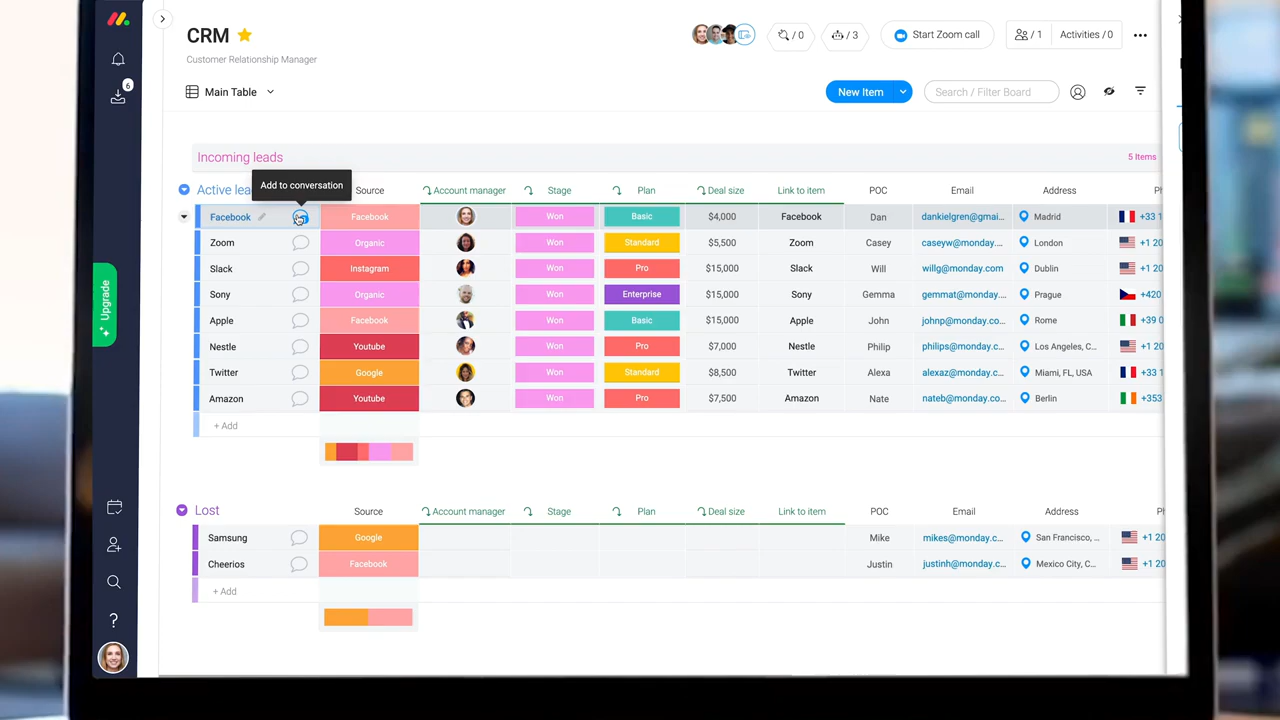 CRM
Customer Relationship Manager
/ 0
/ 3
Start Zoom call
/ 1
Activities / 0
6
Main Table
New Item
Search / Filter Board
Incoming leads
5 Items
Add to conversation
Active lea
Source
Account manager
Stage
Plan
Deal size
Link to item
POC
Email
Address
Ph
Facebook Facebook Won Basic $4,000 Facebook Dan dankielgren@gmai... Madrid +33 1
Zoom Organic Won Standard $5,500 Zoom Casey caseyw@monday.... London +1 20
Slack Instagram Won Pro $15,000 Slack Will willg@monday.com Dublin +1 20
Sony Organic Won Enterprise $15,000 Sony Gemma gemmat@monday,... Prague +420
Apple Facebook Won Basic $15,000 Apple John johnp@monday.co... Rome +39 0
Nestle Youtube Won Pro $7,000 Nestle Philip philips@monday.c... Los Angeles, C... +1 20
Twitter Google Won Standard $8,500 Twitter Alexa alexaz@monday.c... Miami, FL, USA +33 1
Amazon Youtube Won Pro $7,500 Amazon Nate nateb@monday.co... Berlin +353
+ Add
Upgrade
Lost
Source
Account manager
Stage
Plan
Deal size
Link to item
POC
Email
Address
Ph
Samsung Google Mike mikes@monday.c... San Francisco, ... +1 20
Cheerios Facebook Justin justinh@monday.c... Mexico City, C... +1 20
+ Add
?